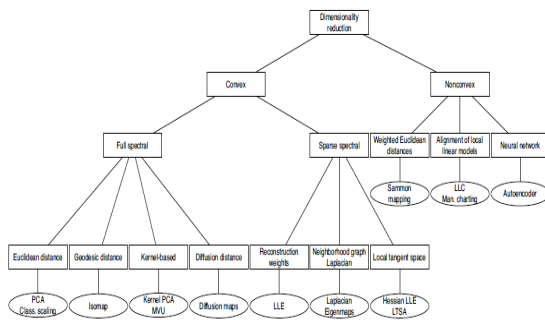 Dimensionality
reduction
Convex
Nonconvex
Full spectral
Sparse spectral
Weighted Euclidean
distances
Alignment of local
linear models
Neural network
Sammon
mapping
LLC
Man. charting
Autoencoder
Euclidean distance
Geodesic distance
Kernel-based
Diffusion distance
Reconstruction
weights
Neighborhood graph
Laplacian
Local tangent space
PCA
Class. scaling
Isomap
Kernel PCA
MVU
Diffusion maps
LLE
Laplacian
Eigenmaps
Hessian LLE
LTSA